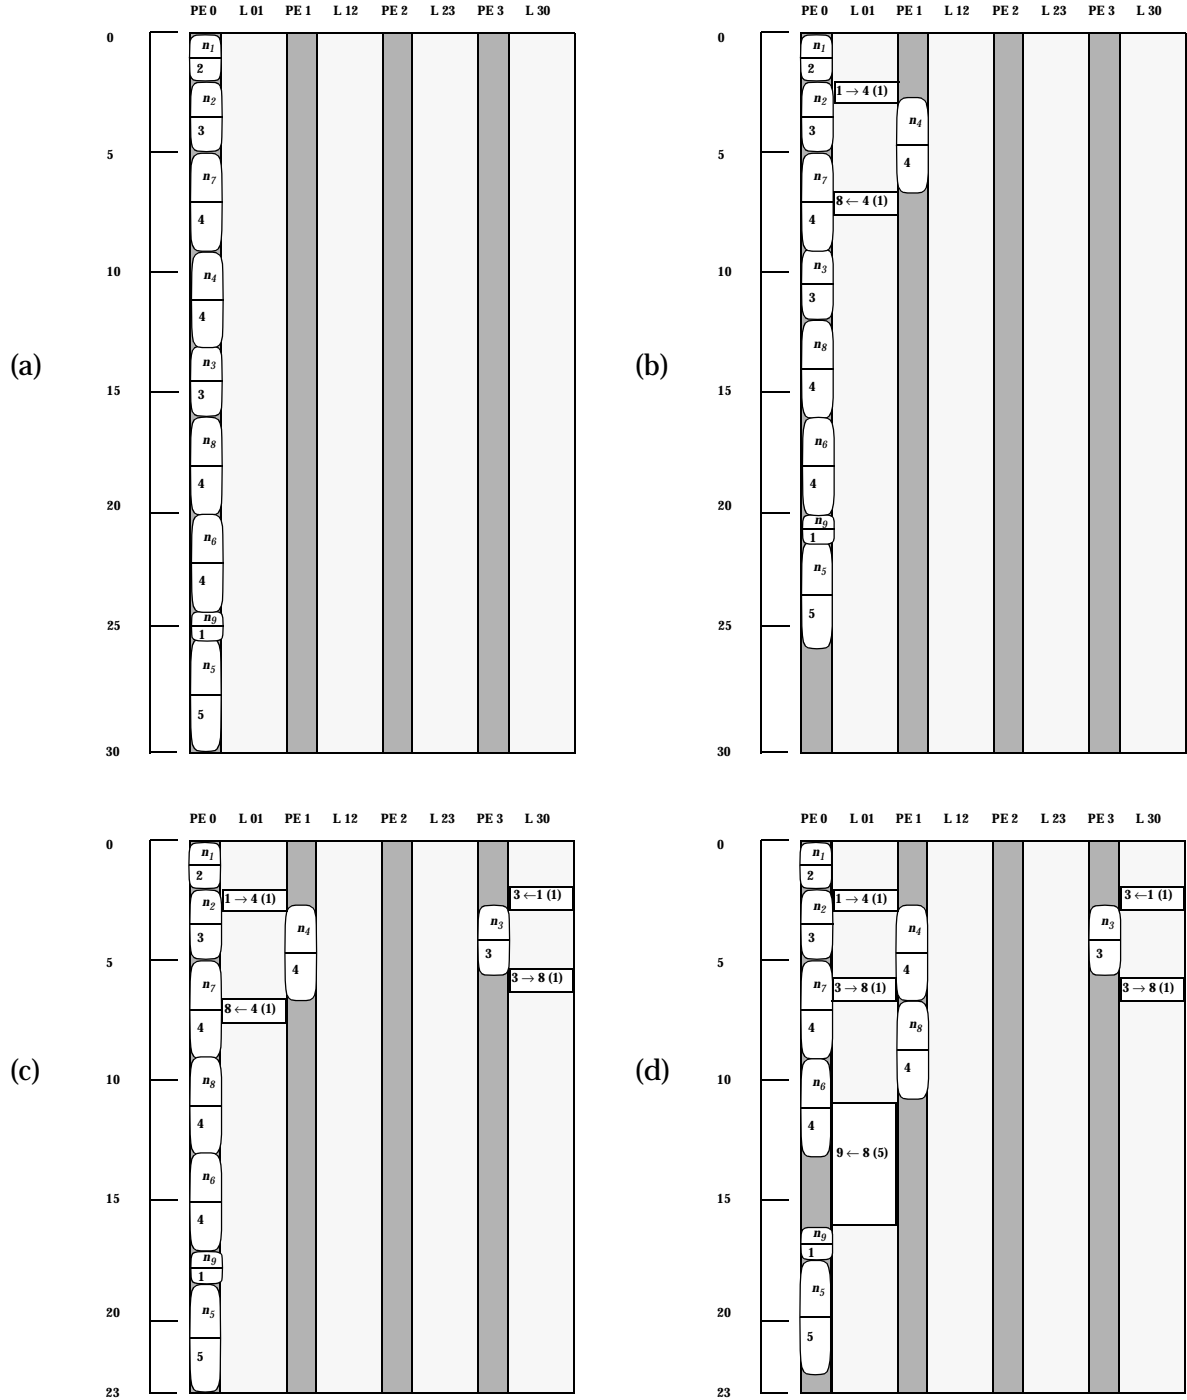 PE 0 L 01 PE 1 L 12 PE 2 L 23 PE 3 L 30
0
n1
2
n2
3
5
n7
4
10
n4
4
n3
15
3
n8
4
20
n6
4
n9
25
1
n5
5
30
(a)
PE 0 L 01 PE 1 L 12 PE 2 L 23 PE 3 L 30
0
n1
2
1 → 4 (1)
n2
n4
3
5
4
n7
8 ← 4 (1)
4
n3
10
3
n8
15
4
n6
4
20
n9
1
n5
5
25
30
(b)
PE 0 L 01 PE 1 L 12 PE 2 L 23 PE 3 L 30
0
n1
2
1 → 4 (1)
3 ←1 (1)
n2
n4
n3
3
3
5
4
3 → 8 (1)
n7
8 ← 4 (1)
4
n8
10
4
n6
15
4
n9
1
n5
20
5
23
(c)
PE 0 L 01 PE 1 L 12 PE 2 L 23 PE 3 L 30
0
n1
2
1 → 4 (1)
3 ←1 (1)
n2
n4
n3
3
3
5
4
n7
3 → 8 (1)
3 → 8 (1)
4
n8
n6
10
4
4
9 ← 8 (5)
15
n9
1
n5
20
5
23
(d)